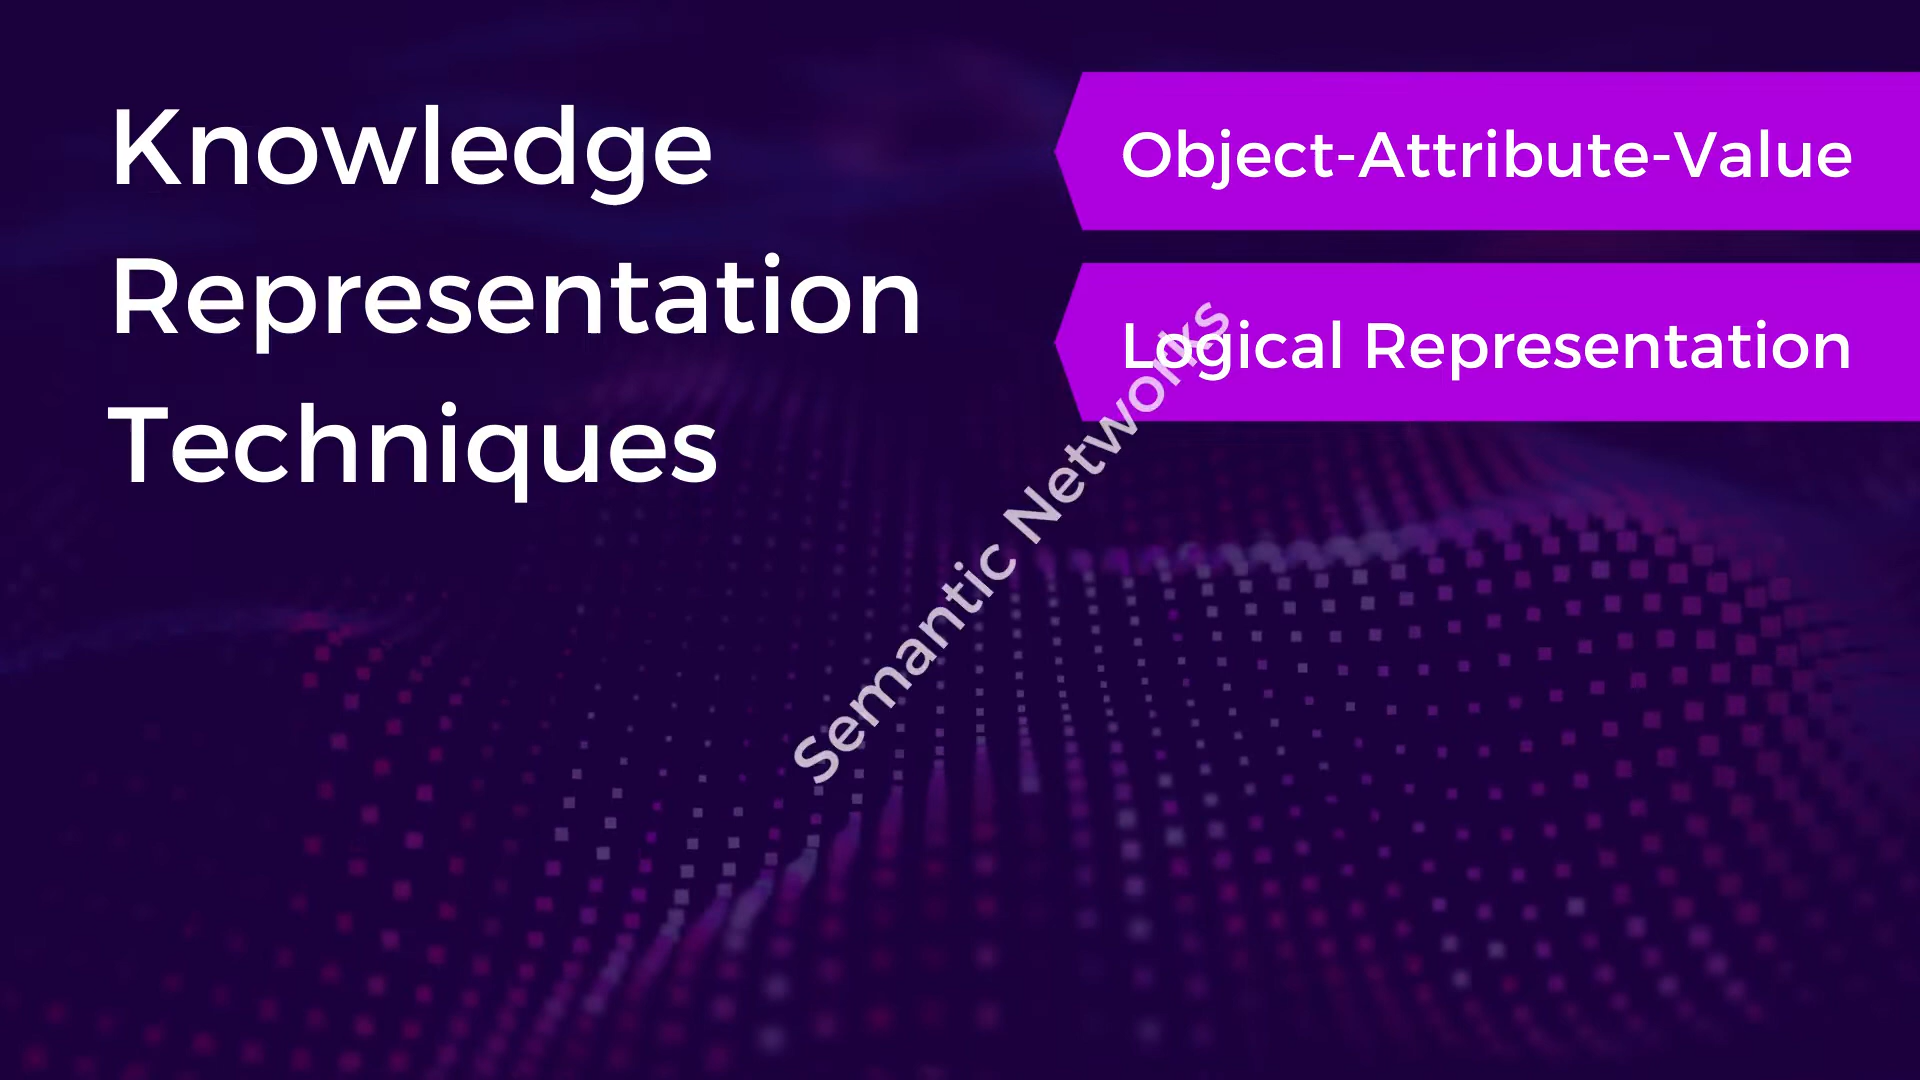 Knowledge
Representation
Techniques
Object-Attribute-Value
Logical Representation
Semantic Networks